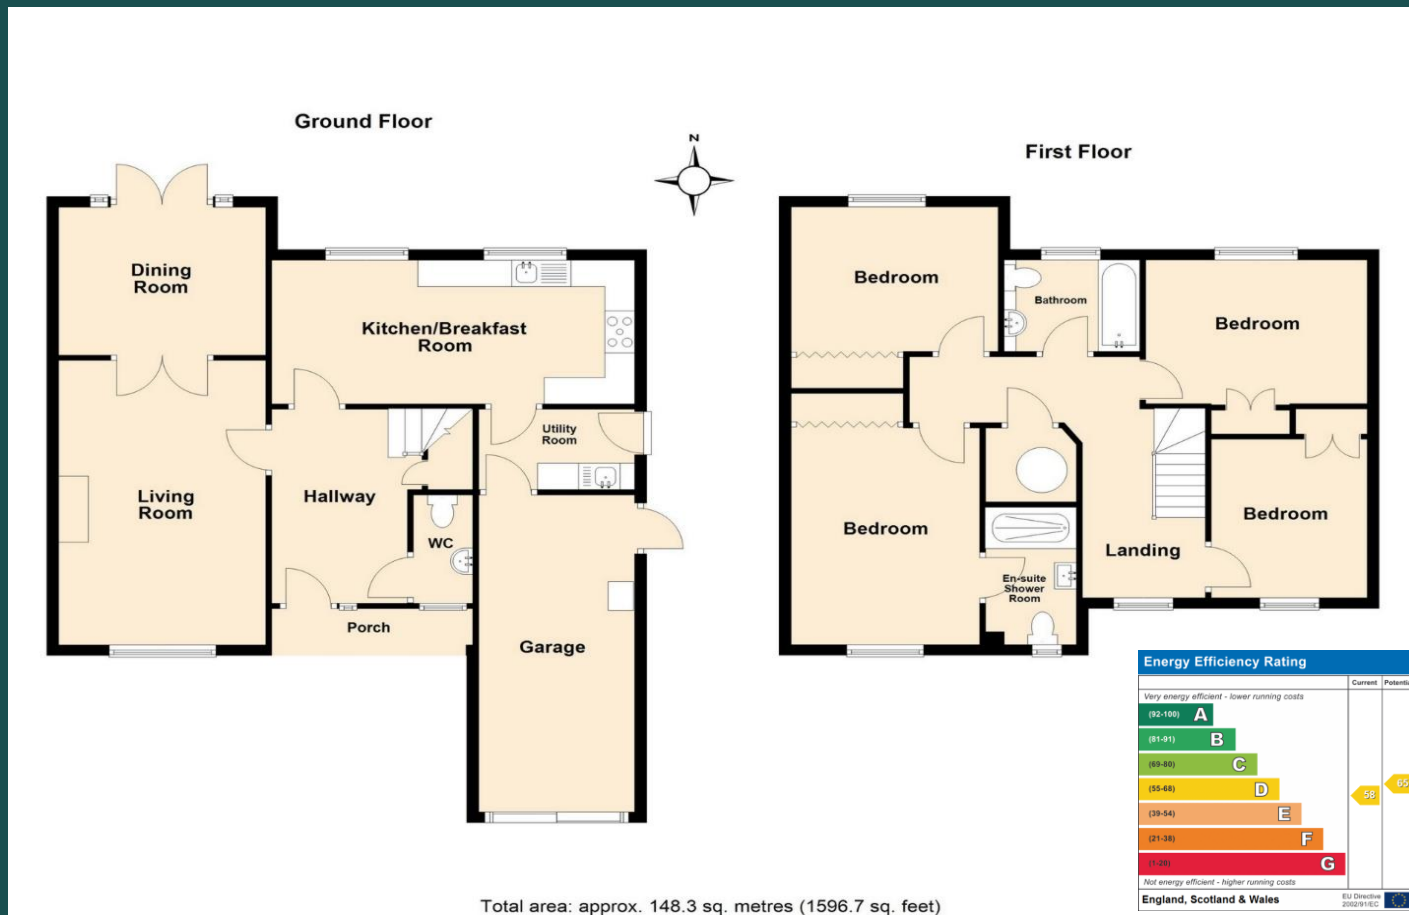 Ground Floor
N
First Floor
Dining
Room
Kitchen/Breakfast
Room
Utility
Room
Living
Room
Hallway
WC
Porch
Garage
Bedroom
Bathroom
Bedroom
Bedroom
Bedroom
Landing
En-suite
Shower
Room
Energy Efficiency Rating
Current Potentia
Very energy efficient - lower running costs
(92-100) A
(81-91) B
(69-80) C
(55-68) D
(39-54) E
(21-38) F
(1-20) G
58
65
Not energy efficient - higher running costs
England, Scotland & Wales
EU Directive
2002/91/EC
Total area: approx. 148.3 sq. metres (1596.7 sq. feet)